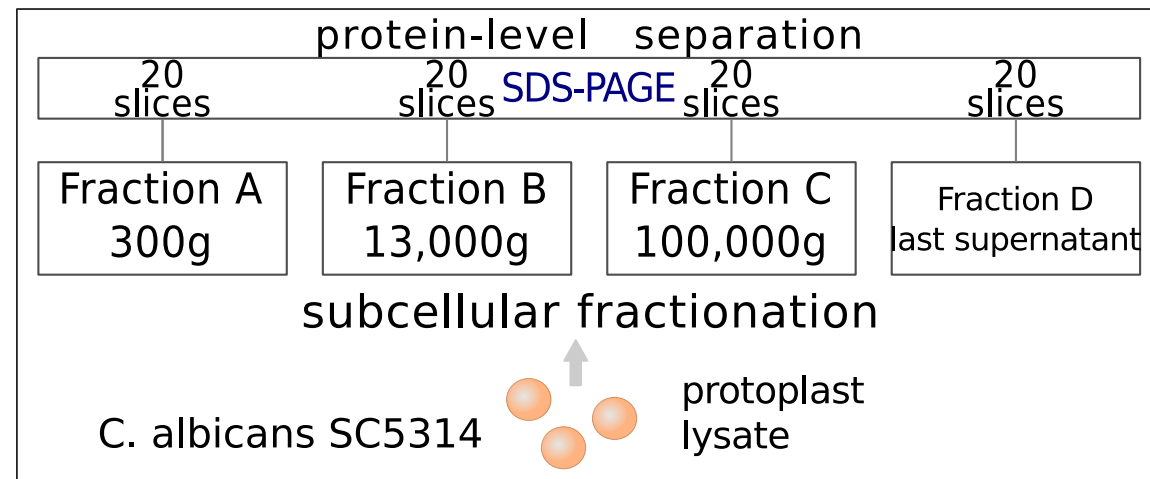 protein-level separation
20 slices
20 slices
SDS-PAGE
20 slices
20 slices
Fraction A
300g
Fraction B
13,000g
Fraction C
100,000g
Fraction D
last supernatant
subcellular fractionation
C. albicans SC5314
protoplast
lysate